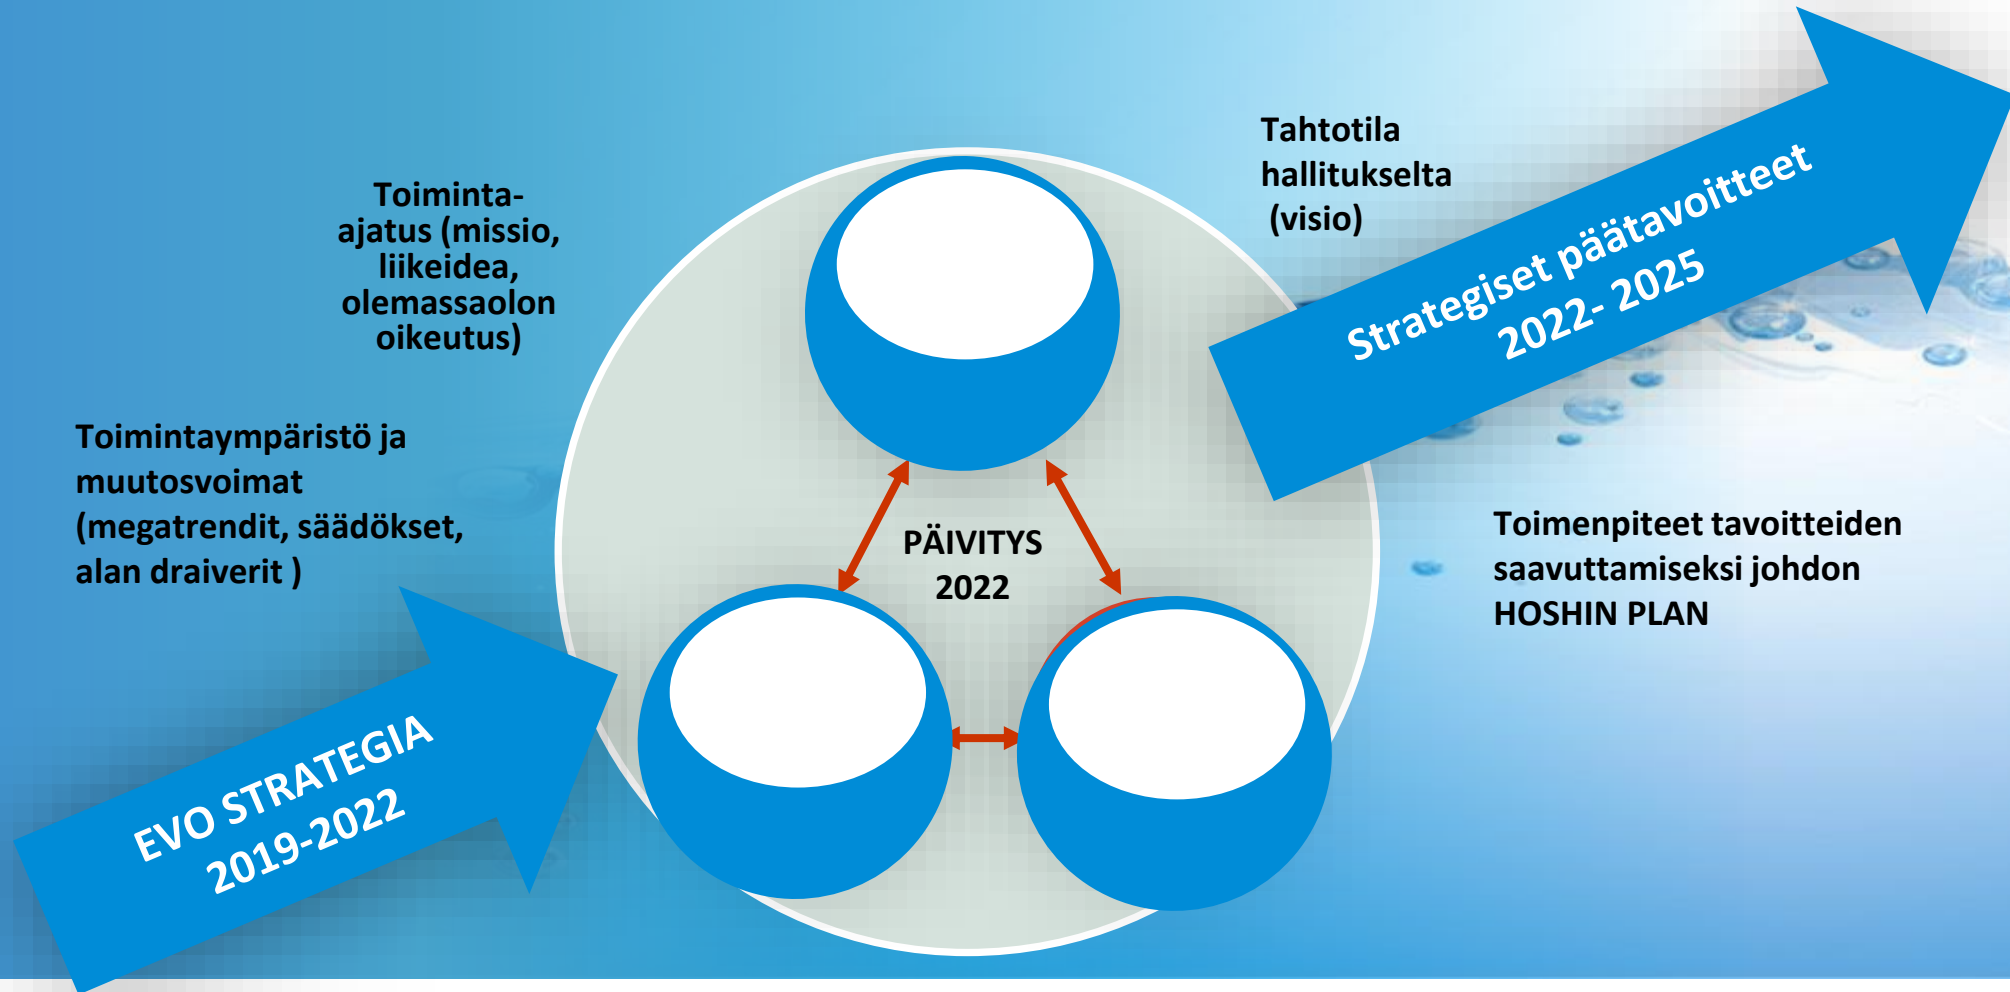 Toiminta-
ajatus (missio,
liikeidea,
olemassaolon
oikeutus)
Tahtotila
hallitukselta
(visio)
Strategiset päätavoitteet
2022- 2025
Toimintaympäristö ja
muutosvoimat
(megatrendit, säädökset,
alan draiverit )
PÄIVITYS
2022
Toimenpiteet tavoitteiden
saavuttamiseksi johdon
HOSHIN PLAN
EVO STRATEGIA
2019-2022